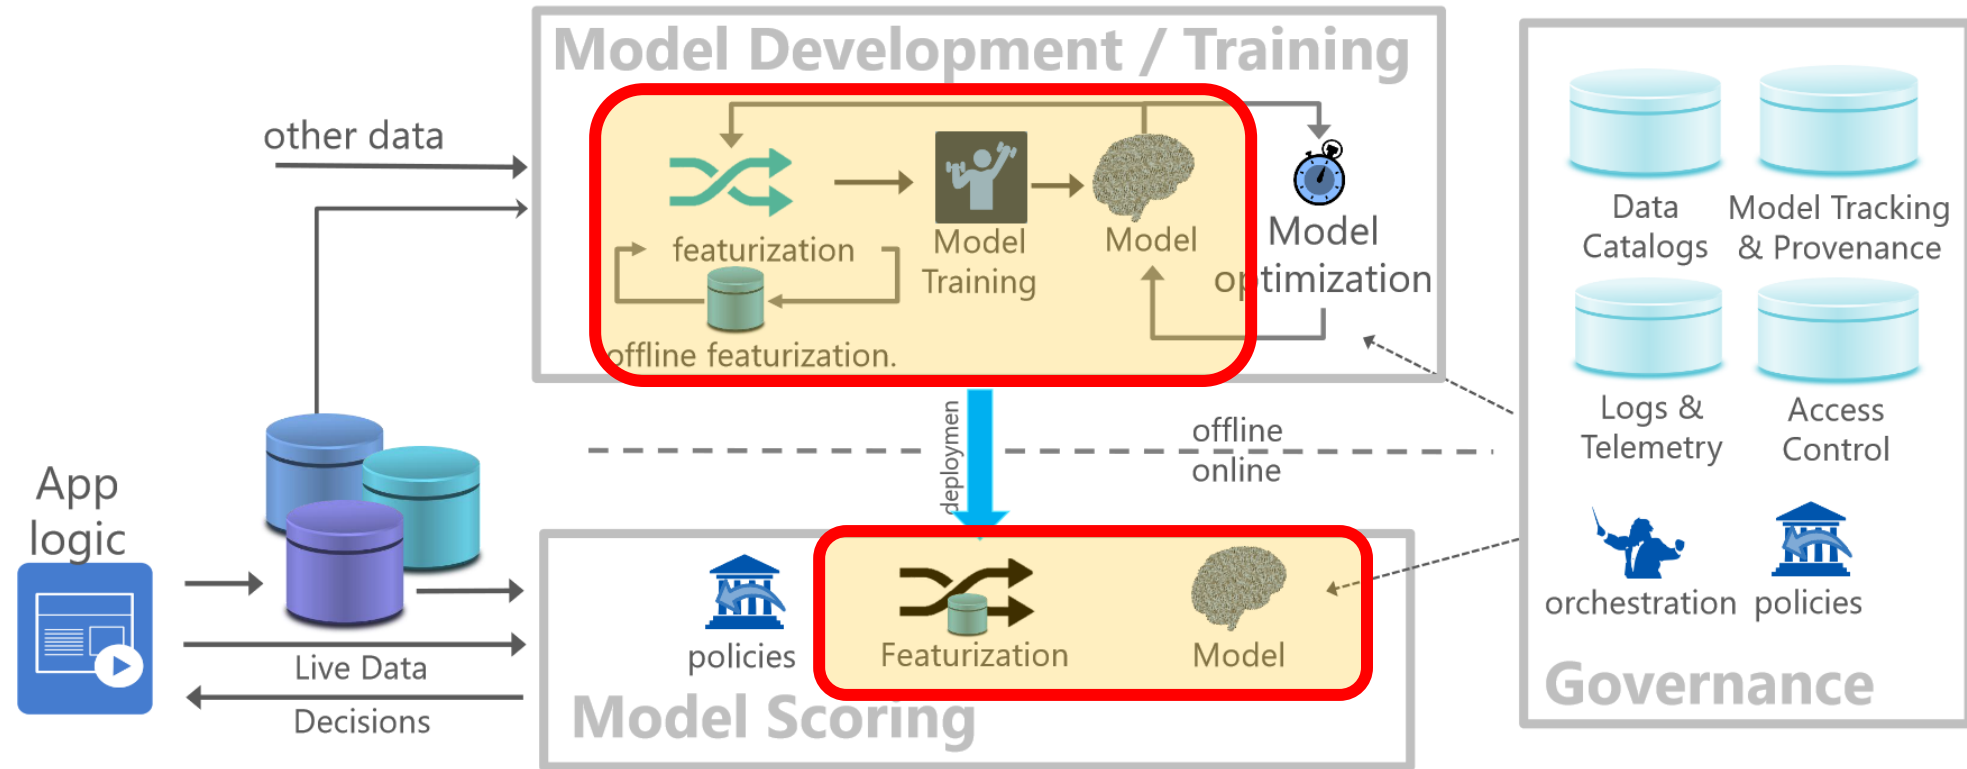 Model Development / Training
other data
featurization
Model
Training
Model
Model
optimization
offline featurization.
deploymen
offline
online
App
logic
Live Data
Decisions
policies
Featurization
Model
Model Scoring
Data
Catalogs
Model Tracking
& Provenance
Logs &
Telemetry
Access
Control
orchestration
policies
Governance